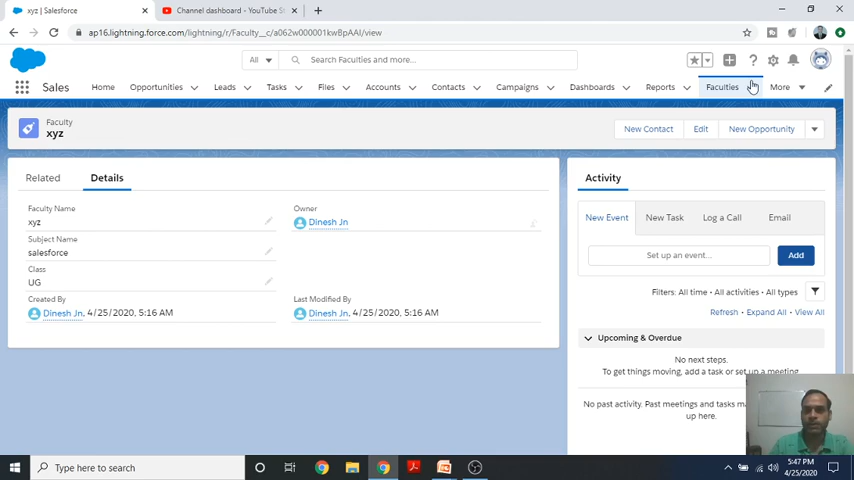 xyz | Salesforce
Channel dashboard - YouTube St
ap16.lightning.force.com/lightning/r/Faculty__c/a062w000001kwBpAAI/view
All
Search Faculties and more...
Sales
Home
Opportunities
Leads
Tasks
Files
Accounts
Contacts
Campaigns
Dashboards
Reports
Faculties
More
Faculty
xyz
New Contact
Edit
New Opportunity
Related
Details
Faculty Name
xyz
Owner
Dinesh Jn
Subject Name
salesforce
Class
UG
Created By
Dinesh Jn, 4/25/2020, 5:16 AM
Last Modified By
Dinesh Jn, 4/25/2020, 5:16 AM
Activity
New Event
New Task
Log a Call
Email
Set up an event...
Add
Filters: All time • All activities • All types
Refresh • Expand All • View All
Upcoming & Overdue
No next steps.
To get things moving, add a task or set up a meeting.
No past activity. Past meetings and tasks ma
up here.
Type here to search
5:47 PM
4/25/2020